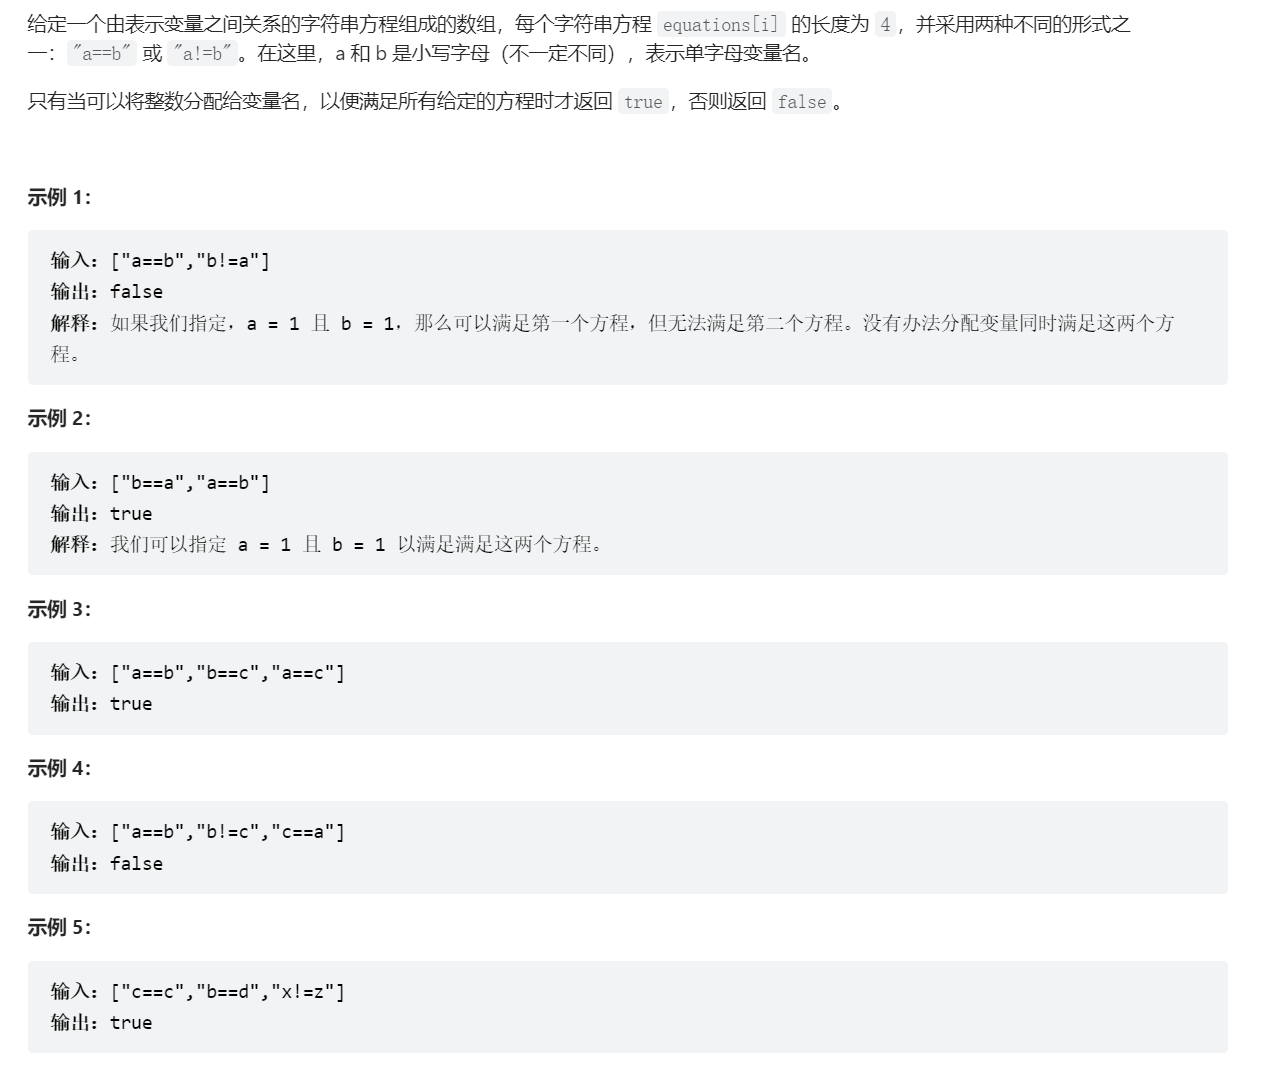 给定一个由表示变量之间关系的字符串方程组成的数组，每个字符串方程 equations[i] 的长度为 4，并采用两种不同的形式之
一："a==b" 或 "a!=b"。在这里，a 和 b 是小写字母（不一定不同），表示单字母变量名。
只有当可以将整数分配给变量名，以便满足所有给定的方程时才返回 true，否则返回 false。
示例 1：
输入：["a==b","b!=a"]
输出：false
解释：如果我们指定，a = 1 且 b = 1，那么可以满足第一个方程，但无法满足第二个方程。没有办法分配变量同时满足这两个方
程。
示例 2：
输入：["b==a","a==b"]
输出：true
解释：我们可以指定 a = 1 且 b = 1 以满足满足这两个方程。
示例 3：
输入：["a==b","b==c","a==c"]
输出：true
示例 4：
输入：["a==b","b!=c","c==a"]
输出：false
示例 5：
输入：["c==c","b==d","x!=z"]
输出：true